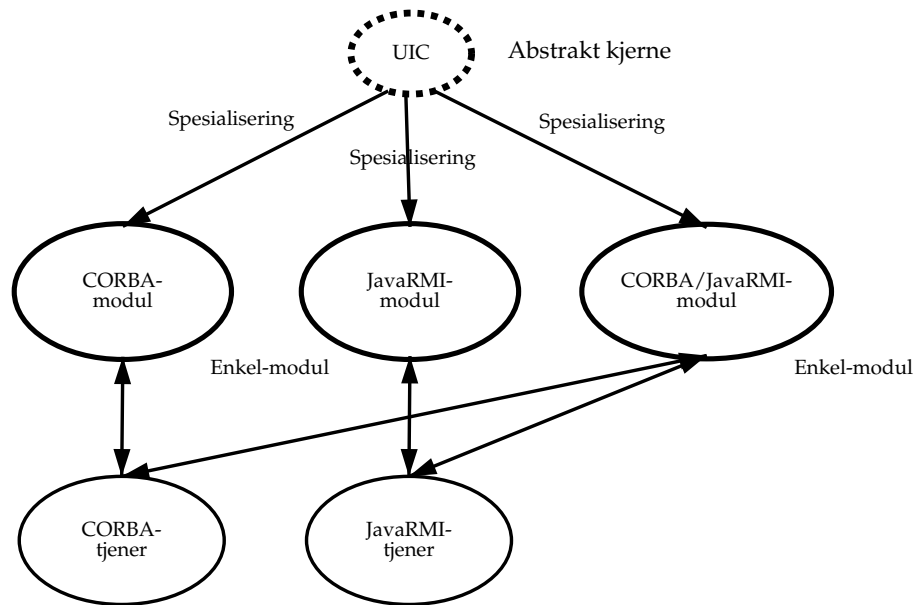 UIC
Abstrakt kjerne
Spesialisering
Spesialisering
Spesialisering
CORBA-
modul
JavaRMI-
modul
CORBA/JavaRMI-
modul
Enkel-modul
Enkel-modul
CORBA-
tjener
JavaRMI-
tjener